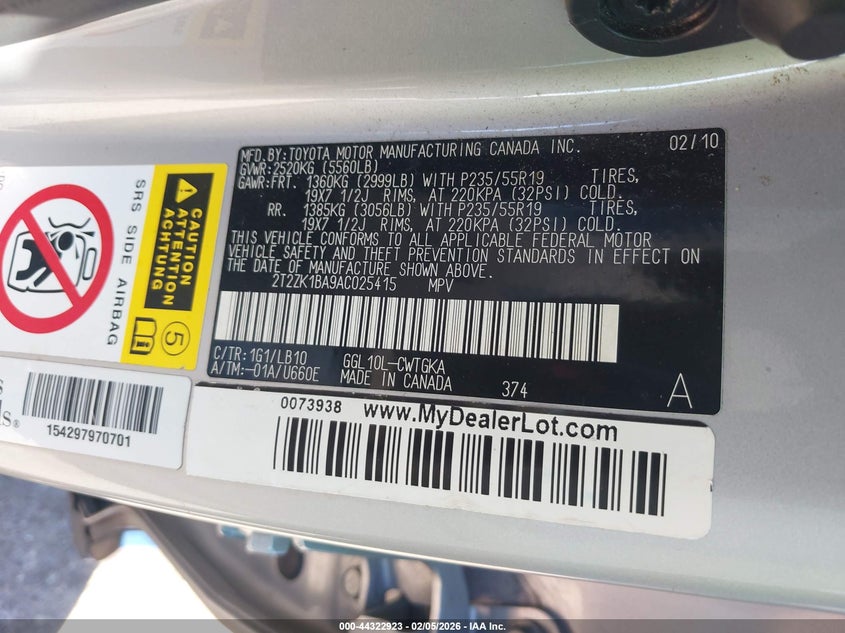 MFD.BY:TOYOTA MOTOR MANUFACTURING CANADA INC. 02/10
GVWR:2520KG (5560LB)
GAWR:FRT. 1360KG (2999LB) WITH P235/55R19 TIRES,
19X7 1/2J RIMS, AT 220KPA (32PSI) COLD.
RR. 1385KG (3056LB) WITH P235/55R19 TIRES,
19X7 1/2J RIMS, AT 220KPA (32PSI) COLD.
THIS VEHICLE CONFORMS TO ALL APPLICABLE FEDERAL MOTOR
VEHICLE SAFETY AND THEFT PREVENTION STANDARDS IN EFFECT ON
THE DATE OF MANUFACTURE SHOWN ABOVE.
2T2ZK1BA9AC025415 MPV
C/TR:1G1/LB10 GGL10L-CWTGKA
A/TM:-01A/U660E MADE IN CANADA 374 A
SRS SIDE AIRBAG
CAUTION
ATTENTION
ACHTUNG
5
154297970701
0073938 www.MyDealerLot.com
000-44322923 - 02/05/2026 - IAA Inc.